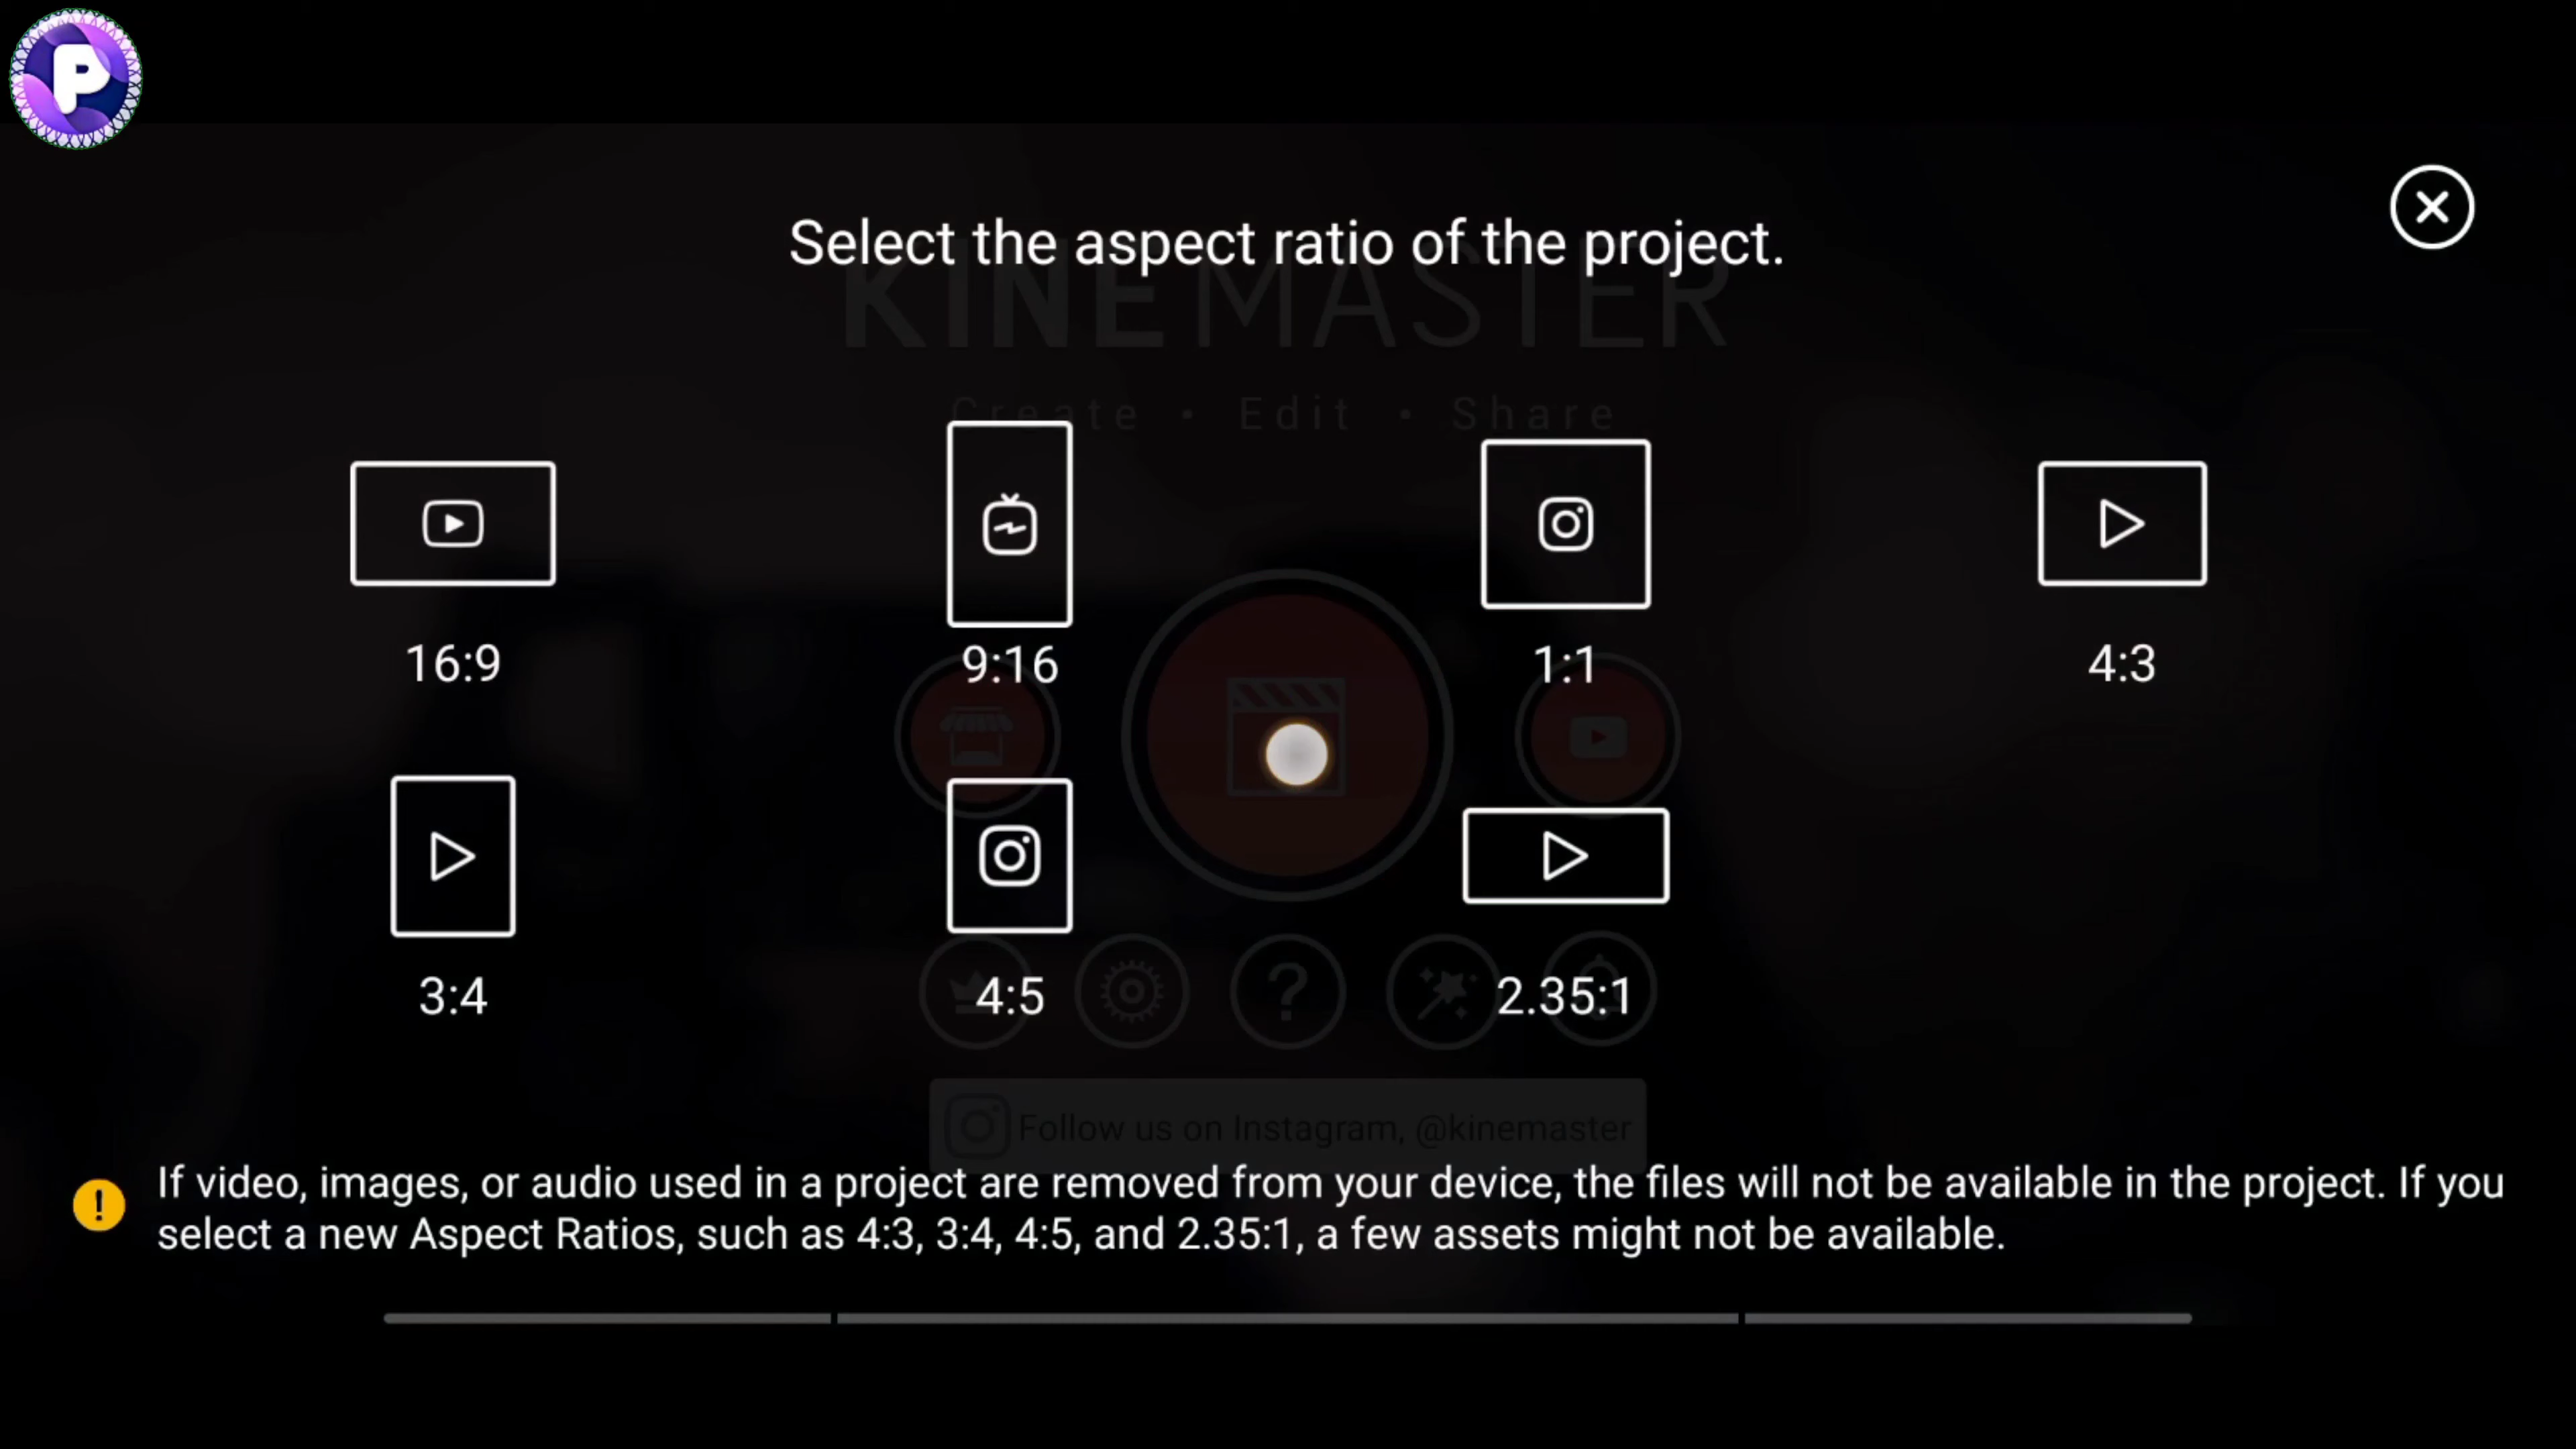 P
Select the aspect ratio of the project.
KINEMASTER
Create • Edit • Share
16:9
9:16
1:1
4:3
3:4
4:5
2.35:1
Follow us on Instagram, @kinemaster
If video, images, or audio used in a project are removed from your device, the files will not be available in the project. If you
select a new Aspect Ratios, such as 4:3, 3:4, 4:5, and 2.35:1, a few assets might not be available.